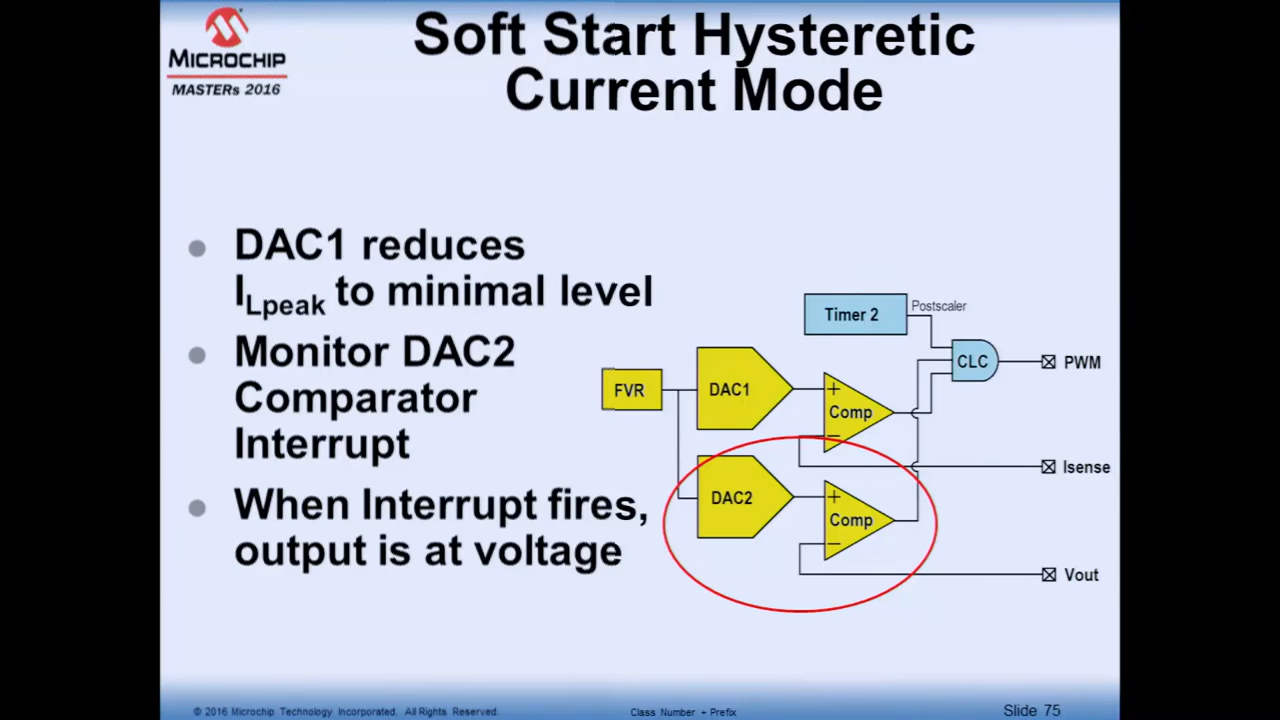 MICROCHIP
MASTERs 2016
Soft Start Hysteretic
Current Mode
DAC1 reduces
ILpeak to minimal level
Monitor DAC2
Comparator
Interrupt
When Interrupt fires,
output is at voltage
Timer 2
Postscaler
CLC
PWM
FVR
DAC1
+
Comp
−
Isense
DAC2
+
Comp
−
Vout
© 2016 Microchip Technology Incorporated. All Rights Reserved.
Class Number + Prefix
Slide 75